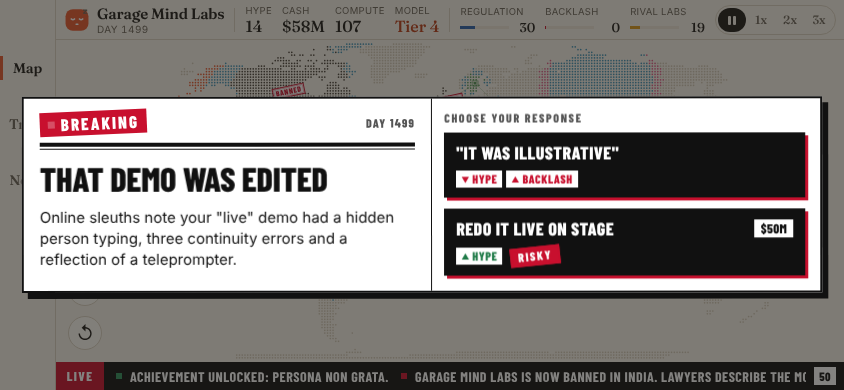 Garage Mind Labs
DAY 1499
HYPE
14
CASH
$58M
COMPUTE
107
MODEL
Tier 4
REGULATION
30
BACKLASH
0
RIVAL LABS
19
1x
2x
3x
Map
BANNED
BREAKING
DAY 1499
THAT DEMO WAS EDITED
Online sleuths note your "live" demo had a hidden
person typing, three continuity errors and a
reflection of a teleprompter.
CHOOSE YOUR RESPONSE
"IT WAS ILLUSTRATIVE"
▼ HYPE
▲ BACKLASH
REDO IT LIVE ON STAGE
$50M
▲ HYPE
RISKY
LIVE
ACHIEVEMENT UNLOCKED: PERSONA NON GRATA.
GARAGE MIND LABS IS NOW BANNED IN INDIA. LAWYERS DESCRIBE THE
50